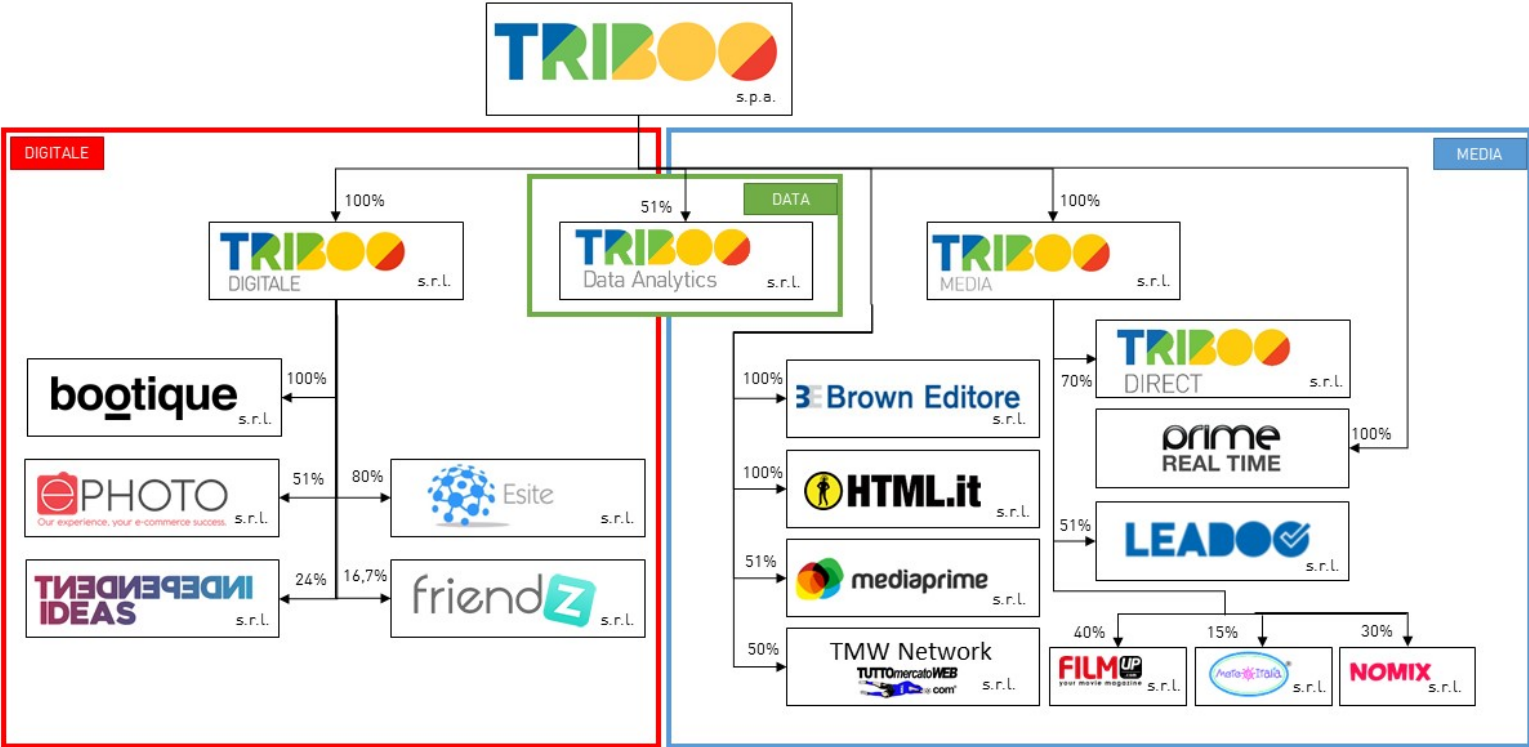 TRIBOO
s.p.a.
DIGITALE
MEDIA
DATA
100%
51%
100%
TRIBOO
DIGITALE
s.r.l.
TRIBOO
Data Analytics
s.r.l.
TRIBOO
MEDIA
s.r.l.
bootique
s.r.l.
100%
ePHOTO
Our experience, your e-commerce success.
s.r.l.
51%
80%
Esite
s.r.l.
INDEPENDENT
IDEAS
s.r.l.
24%
16,7%
friendz
s.r.l.
100%
BE Brown Editore
s.r.l.
100%
HTML.it
s.r.l.
51%
mediaprime
s.r.l.
50%
TMW Network
TUTTOmercatoWEB
com®
s.r.l.
70%
TRIBOO
DIRECT
s.r.l.
prime
REAL TIME
100%
51%
LEADOO
s.r.l.
40%
15%
30%
FILMUP
.com
your movie magazine
s.r.l.
MeteItalia®
s.r.l.
NOMIX
s.r.l.